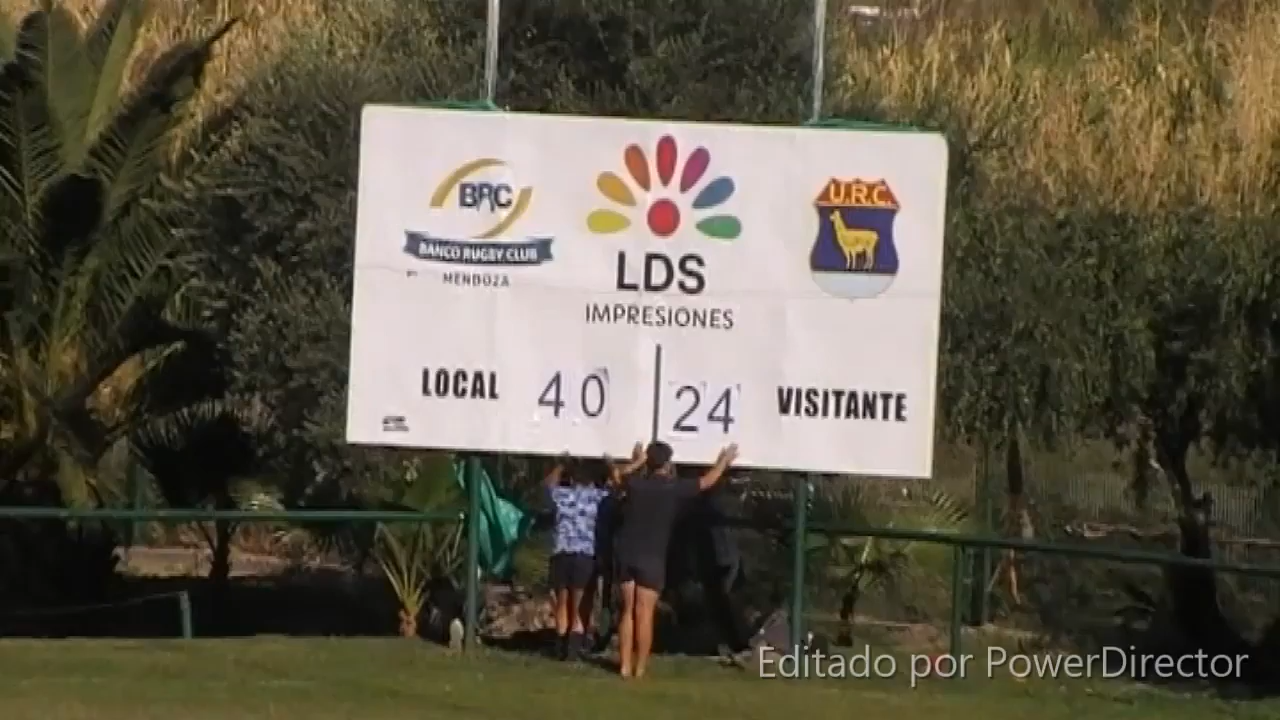 BRC
BANCO RUGBY CLUB
MENDOZA
LDS
IMPRESIONES
U.R.C.
LOCAL 40 24 VISITANTE
Editado por PowerDirector